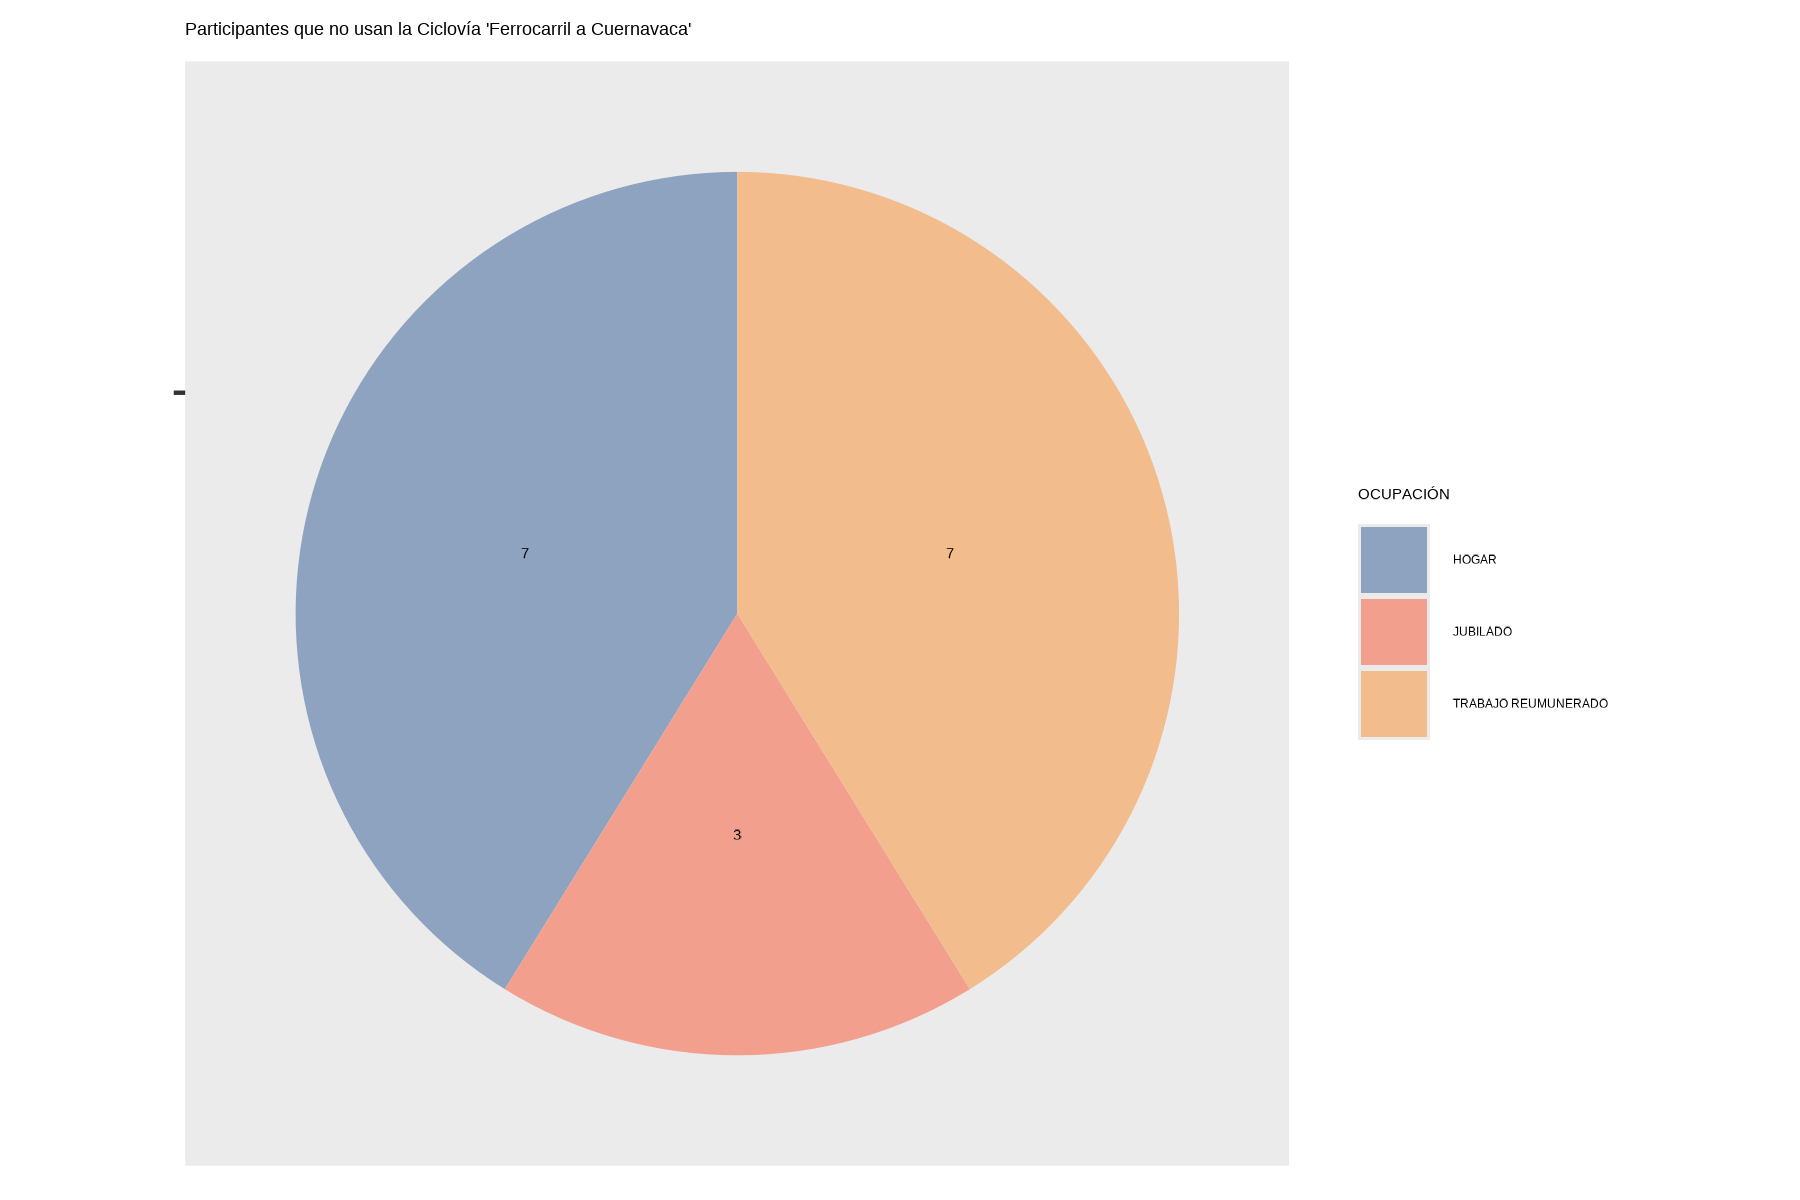 Participantes que no usan la Ciclovía 'Ferrocarril a Cuernavaca'
7
7
3
OCUPACIÓN
HOGAR
JUBILADO
TRABAJO REUMUNERADO